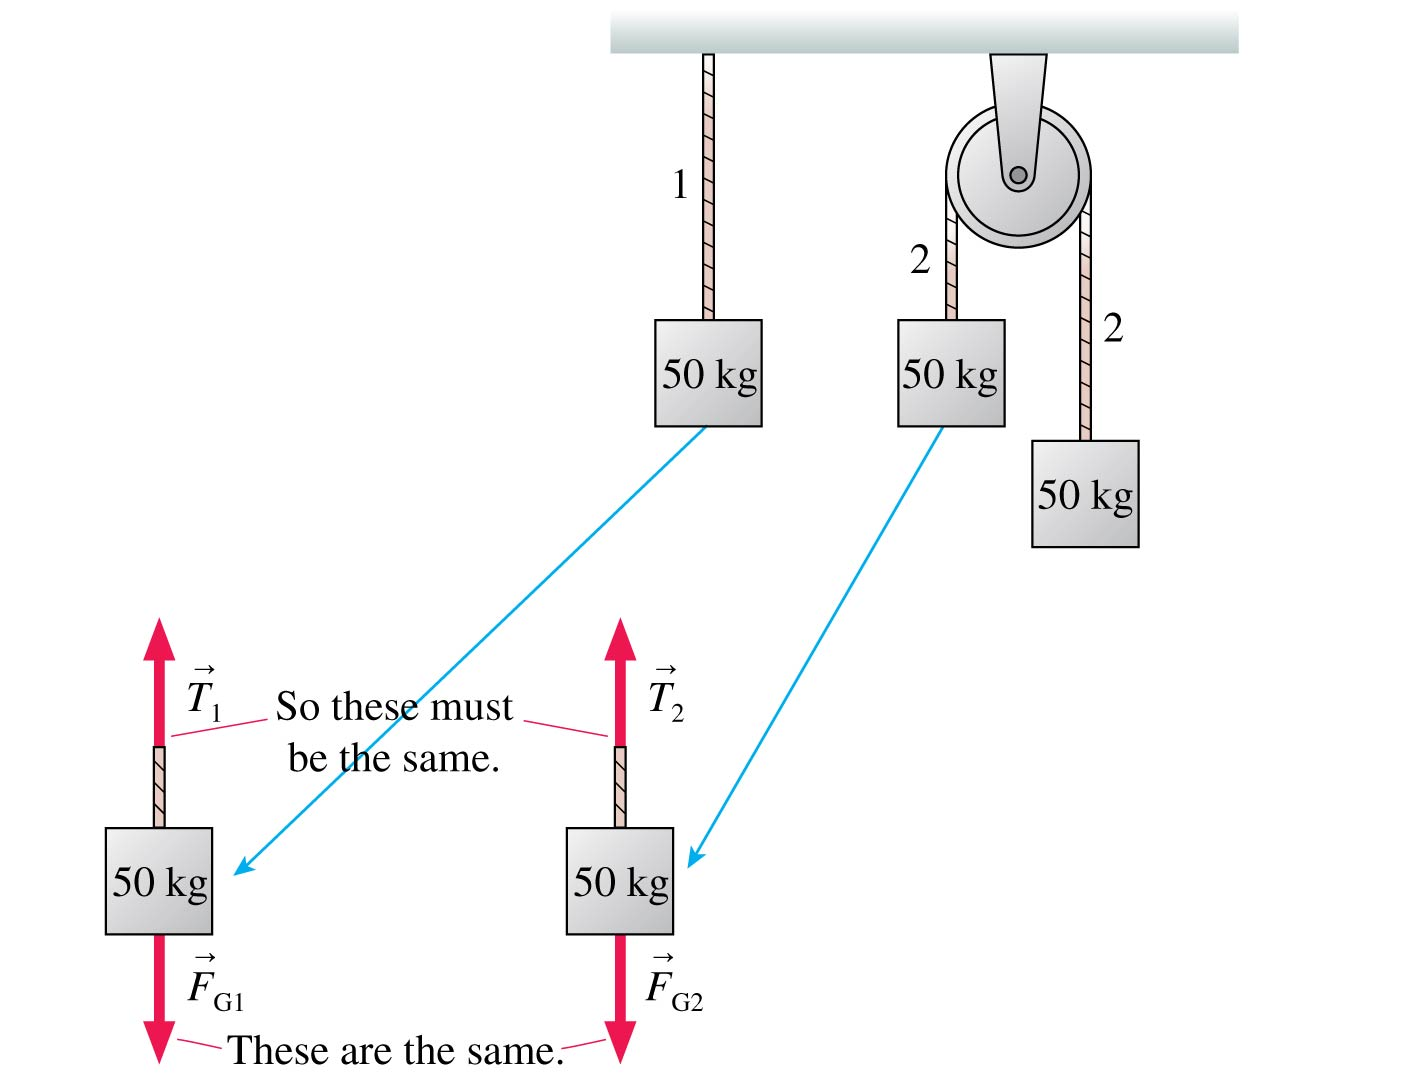 1
2
2
50 kg
50 kg
50 kg
T⃗₁
So these must
be the same.
T⃗₂
50 kg
50 kg
F⃗G1
F⃗G2
These are the same.